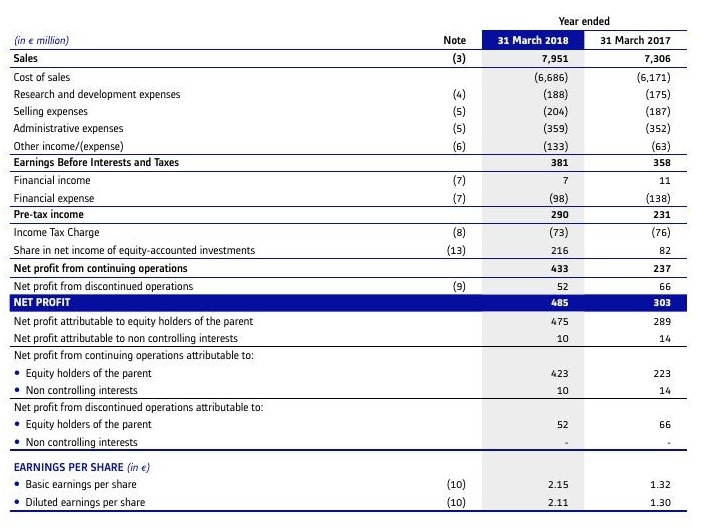 Year ended
(in € million) Note 31 March 2018 31 March 2017
Sales (3) 7,951 7,306
Cost of sales (6,686) (6,171)
Research and development expenses (4) (188) (175)
Selling expenses (5) (204) (187)
Administrative expenses (5) (359) (352)
Other income/(expense) (6) (133) (63)
Earnings Before Interests and Taxes 381 358
Financial income (7) 7 11
Financial expense (7) (98) (138)
Pre-tax income 290 231
Income Tax Charge (8) (73) (76)
Share in net income of equity-accounted investments (13) 216 82
Net profit from continuing operations 433 237
Net profit from discontinued operations (9) 52 66
NET PROFIT 485 303
Net profit attributable to equity holders of the parent 475 289
Net profit attributable to non controlling interests 10 14
Net profit from continuing operations attributable to:
• Equity holders of the parent 423 223
• Non controlling interests 10 14
Net profit from discontinued operations attributable to:
• Equity holders of the parent 52 66
• Non controlling interests - -
EARNINGS PER SHARE (in €)
• Basic earnings per share (10) 2.15 1.32
• Diluted earnings per share (10) 2.11 1.30